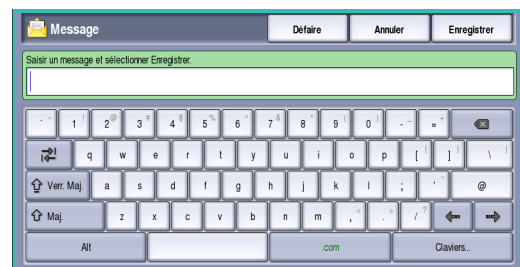 Message Défaire Annuler Enregistrer
Saisir un message et sélectionner Enregistrer.
` ~ 1 ! 2 @ 3 # 4 $ 5 % 6 ^ 7 & 8 * 9 ( 0 ) - _ = +
q w e r t y u i o p [ { ] } \ |
Verr. Maj. a s d f g h j k l ; : ' " @
Maj. z x c v b n m , < . > / ?
Alt .com Claviers...